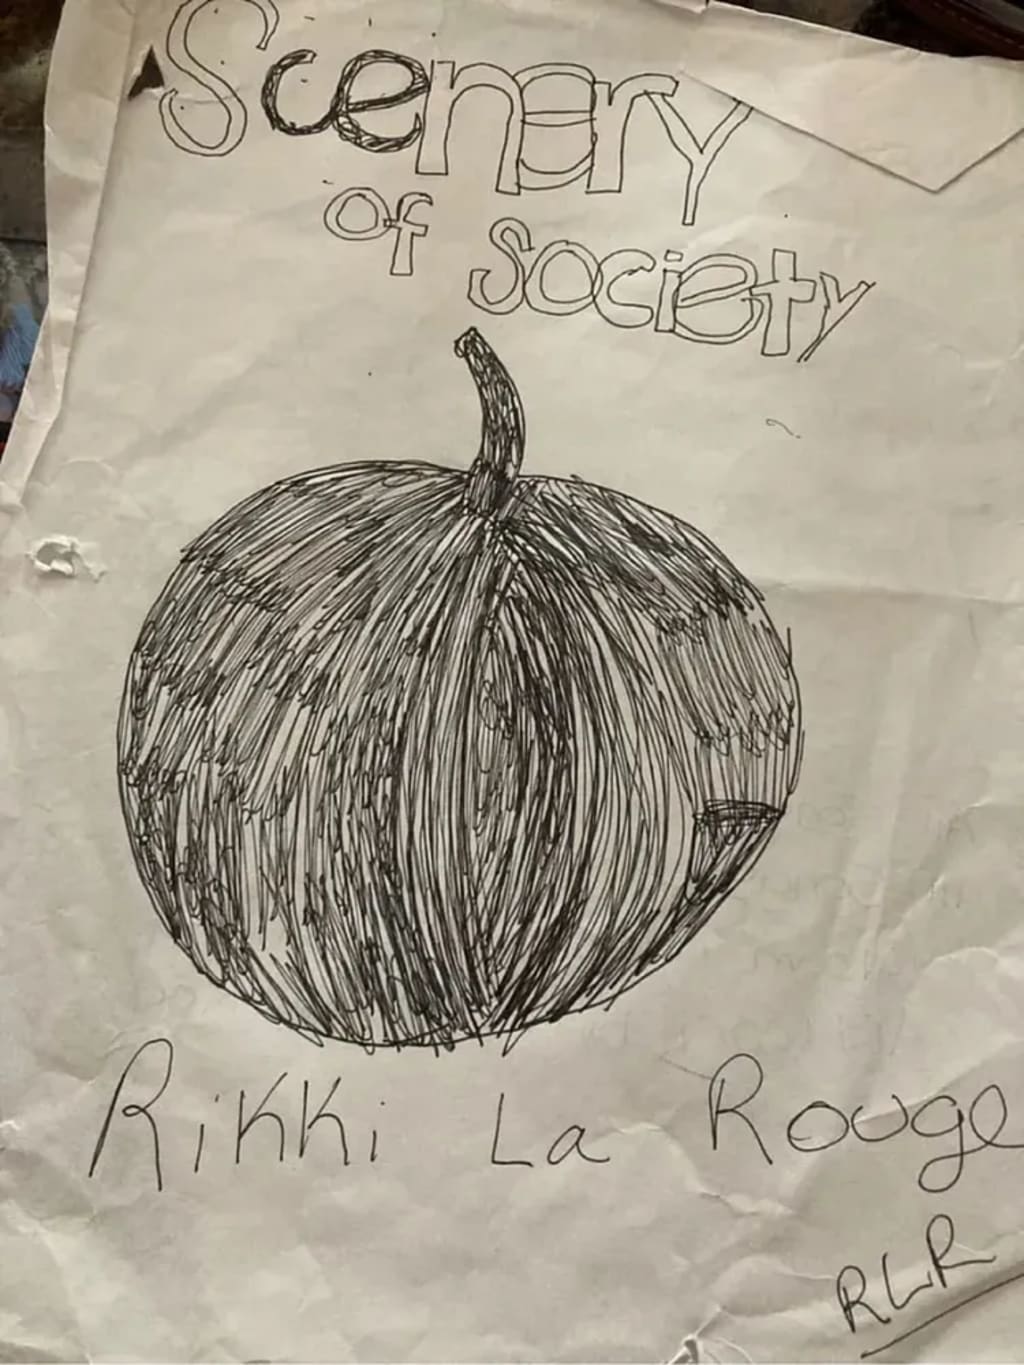 Scenery
of society
Rikki La Rouge
RLR